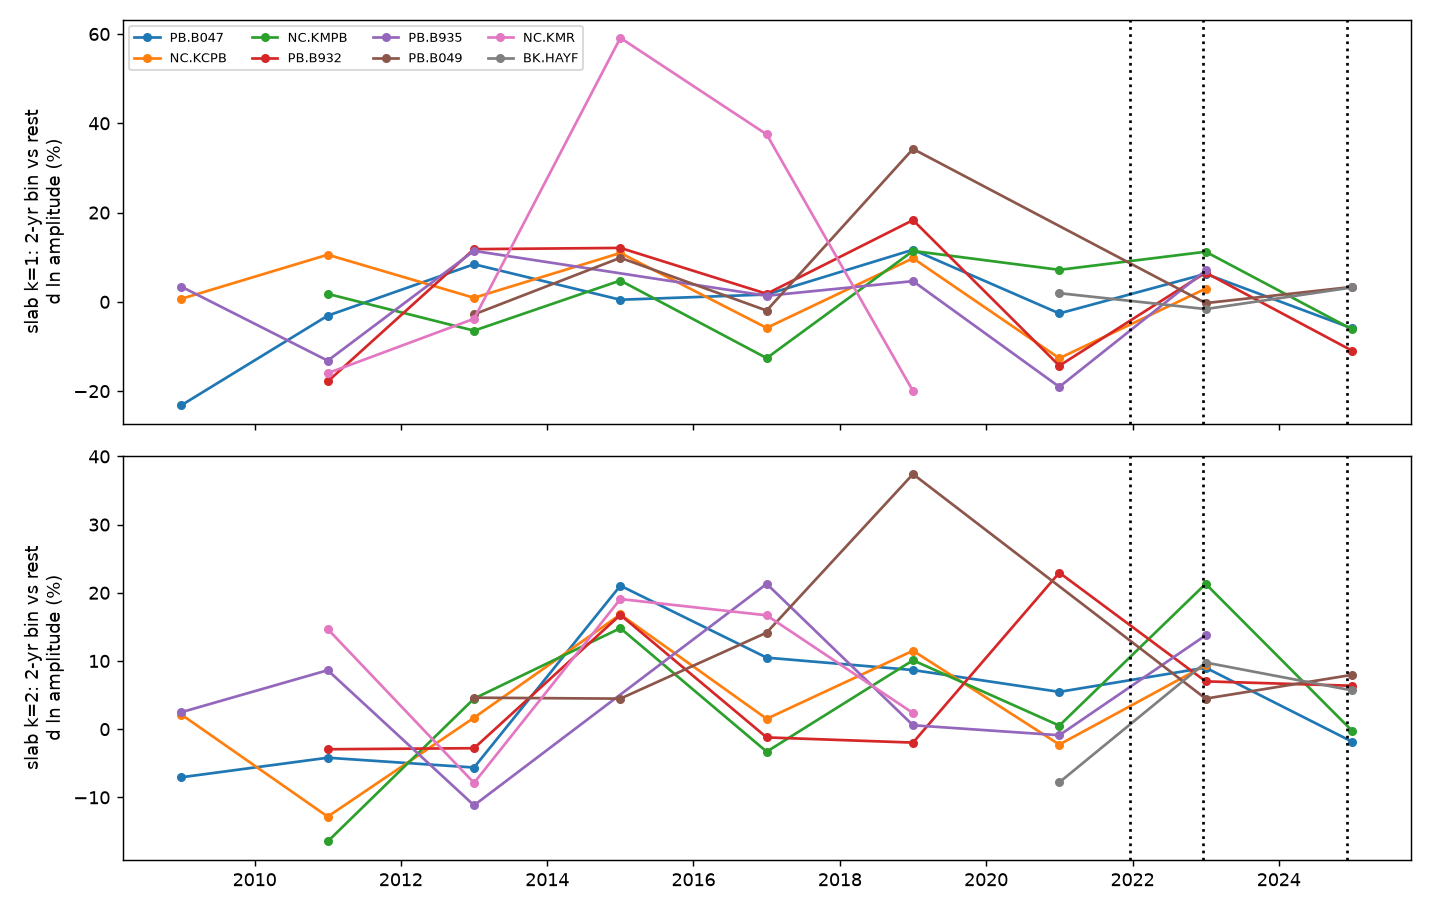 60
40
20
0
−20
slab k=1: 2-yr bin vs rest
d ln amplitude (%)
PB.B047 NC.KMPB PB.B935 NC.KMR
NC.KCPB PB.B932 PB.B049 BK.HAYF
40
30
20
10
0
−10
slab k=2: 2-yr bin vs rest
d ln amplitude (%)
2010 2012 2014 2016 2018 2020 2022 2024